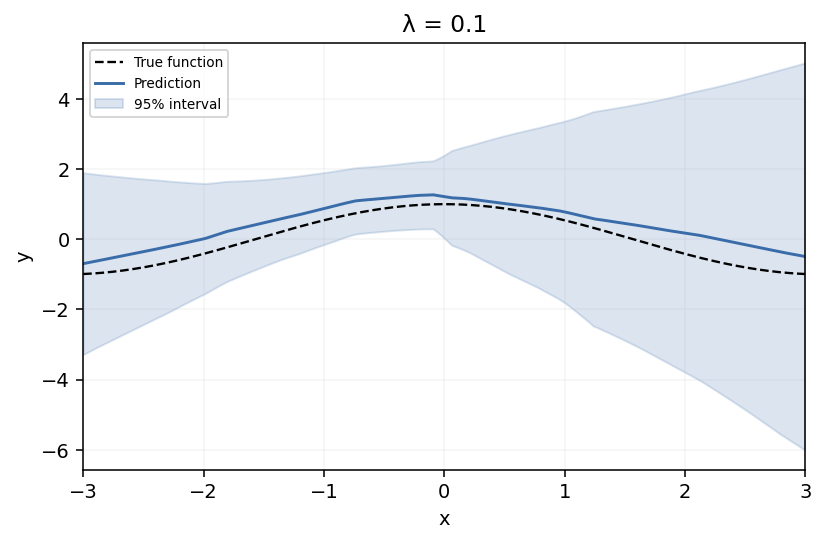 λ = 0.1
True function
Prediction
95% interval
4
2
0
−2
−4
−6
y
−3
−2
−1
0
1
2
3
x